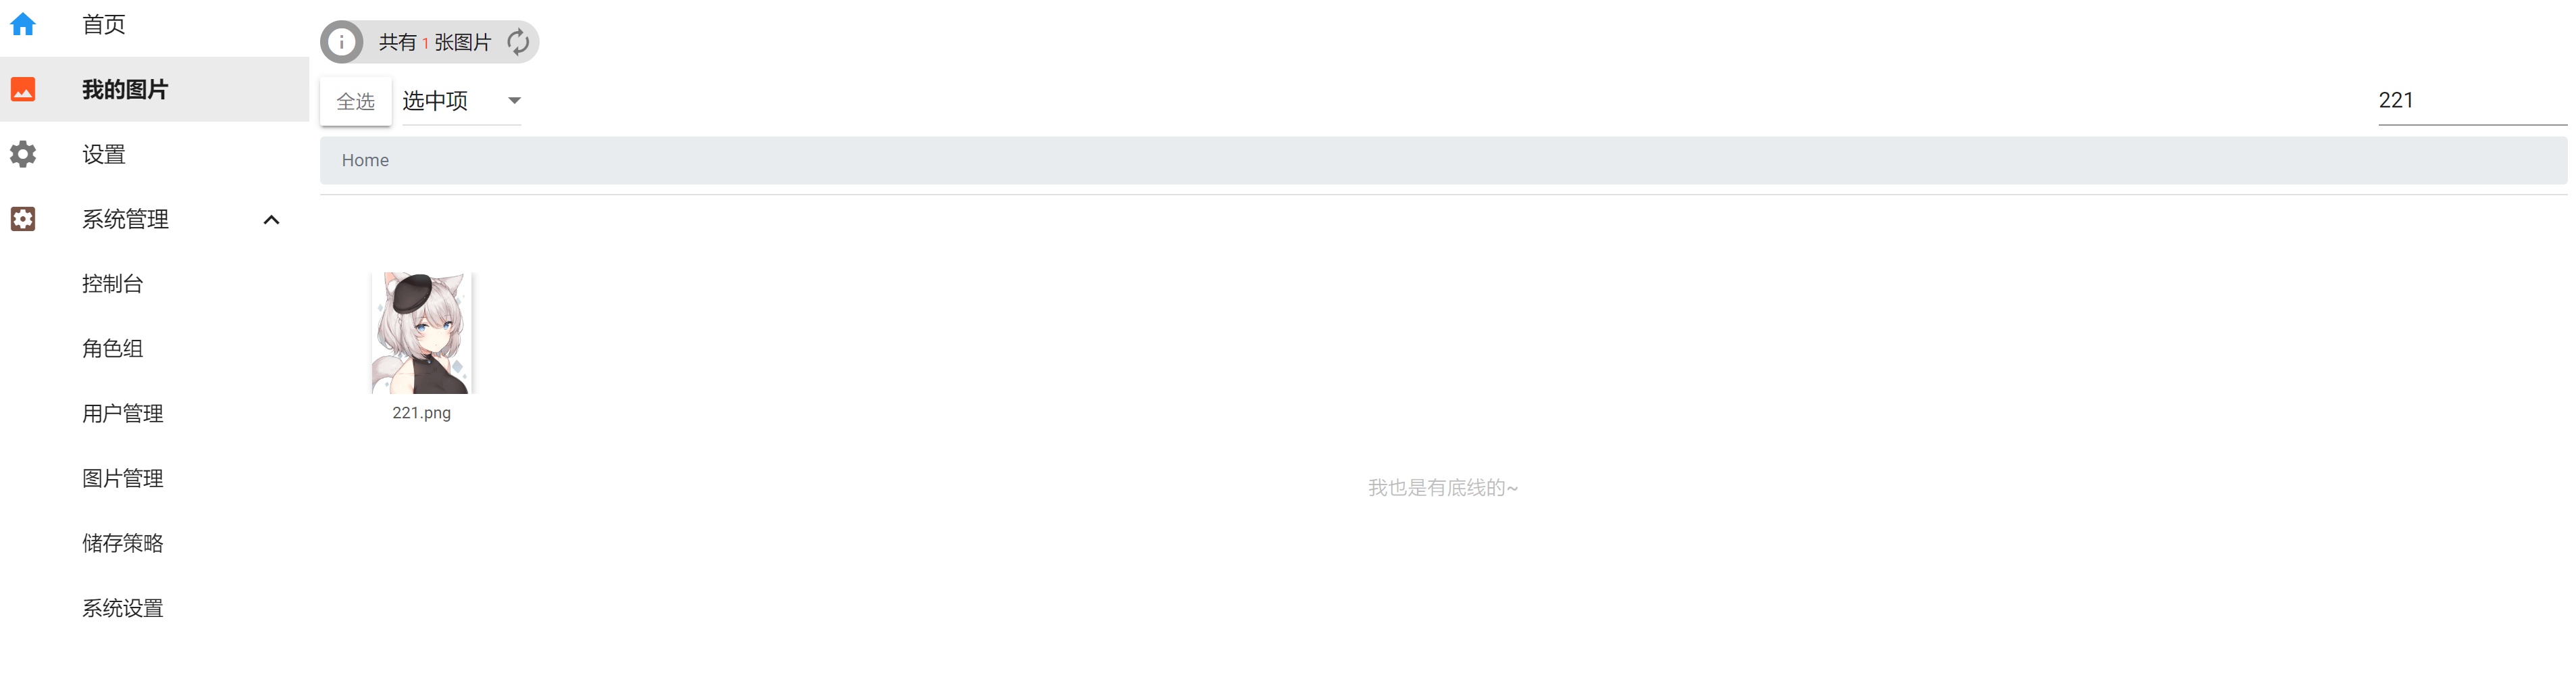 首页
我的图片
设置
系统管理
控制台
角色组
用户管理
图片管理
储存策略
系统设置
共有 1 张图片
全选 选中项 221
Home
221.png
我也是有底线的~